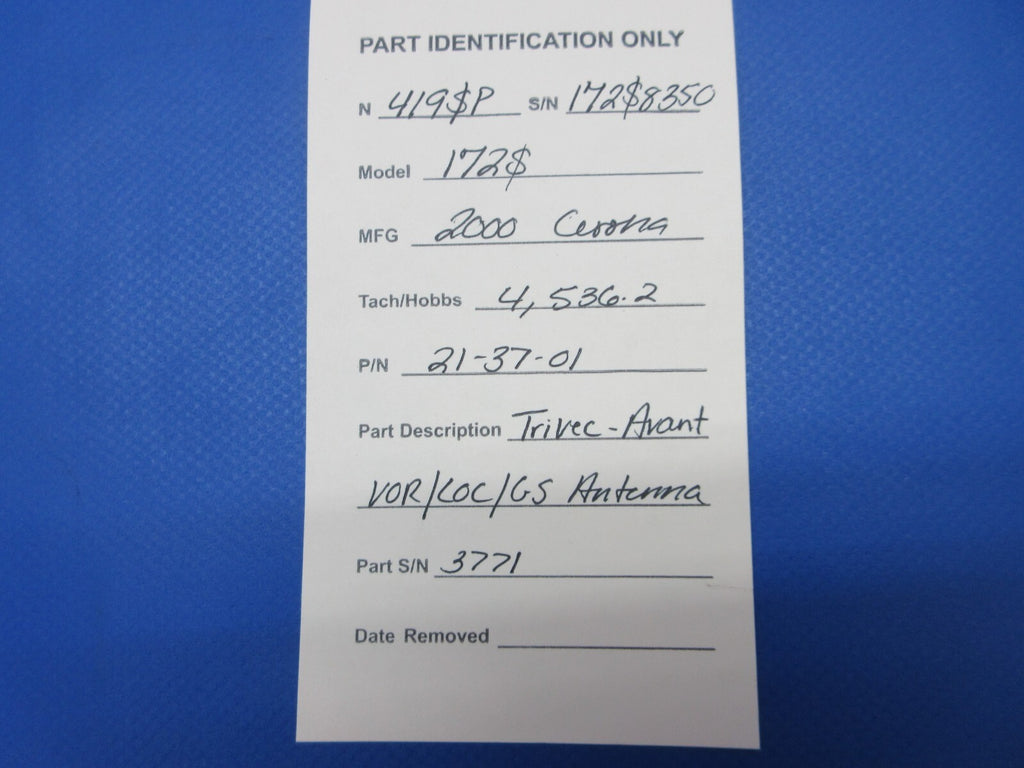 PART IDENTIFICATION ONLY
N 419$P S/N 172$8350
Model 172$
MFG 2000 Cessna
Tach/Hobbs 4,536.2
P/N 21-37-01
Part Description Trivec-Avant
VOR/LOC/GS Antenna
Part S/N 3771
Date Removed